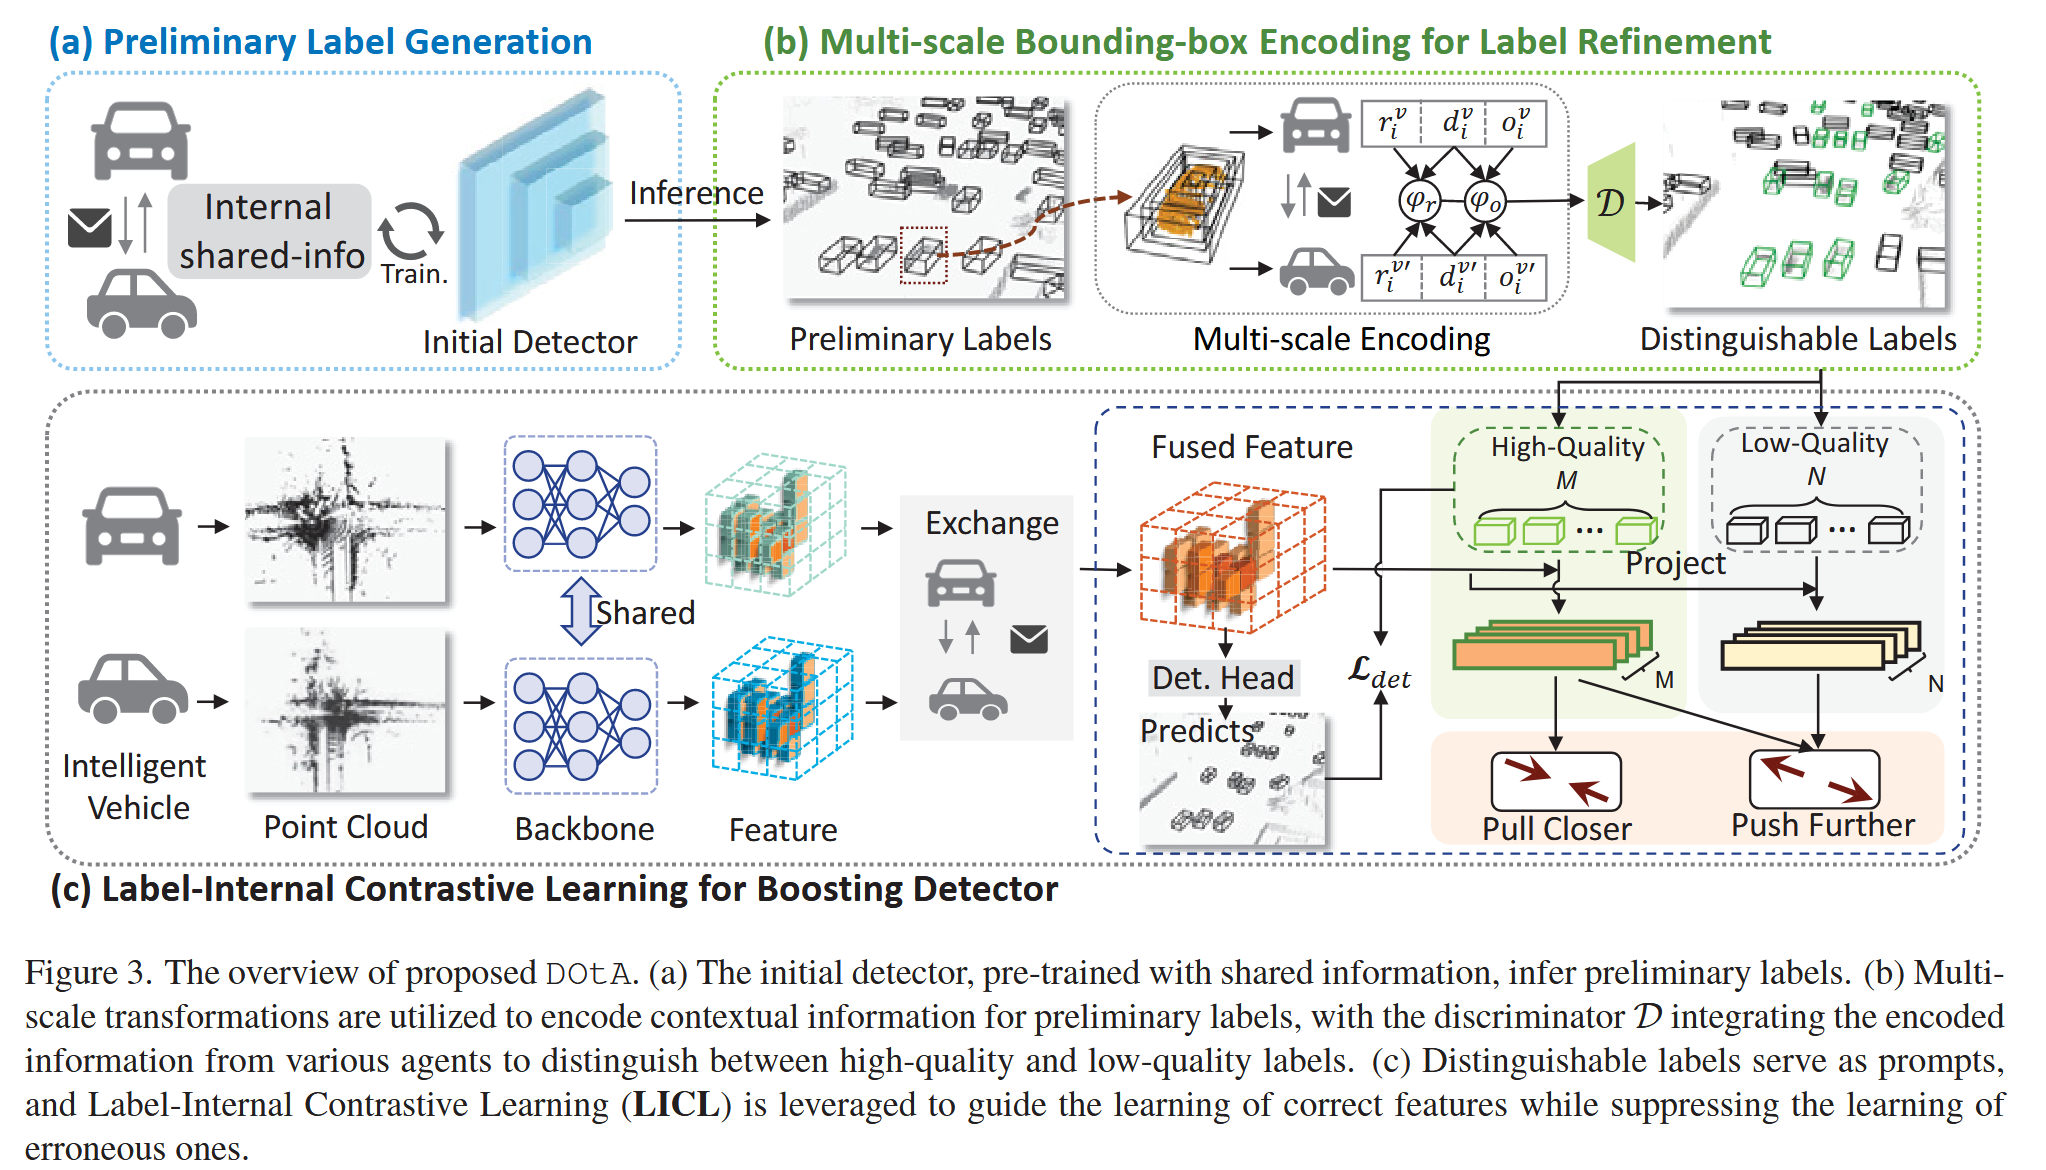 (a) Preliminary Label Generation
(b) Multi-scale Bounding-box Encoding for Label Refinement
Internal
shared-info
Train.
Initial Detector
Inference
Preliminary Labels
r_i^v d_i^v o_i^v
φ_r φ_o
r_i^{v'} d_i^{v'} o_i^{v'}
Multi-scale Encoding
𝒟
Distinguishable Labels
Intelligent
Vehicle
Point Cloud
Shared
Backbone
Feature
Exchange
Fused Feature
Det. Head
Predicts
ℒ_det
High-Quality
M
...
Low-Quality
N
...
Project
M
N
Pull Closer
Push Further
(c) Label-Internal Contrastive Learning for Boosting Detector
Figure 3. The overview of proposed DOtA. (a) The initial detector, pre-trained with shared information, infer preliminary labels. (b) Multi-
scale transformations are utilized to encode contextual information for preliminary labels, with the discriminator 𝒟 integrating the encoded
information from various agents to distinguish between high-quality and low-quality labels. (c) Distinguishable labels serve as prompts,
and Label-Internal Contrastive Learning (LICL) is leveraged to guide the learning of correct features while suppressing the learning of
erroneous ones.